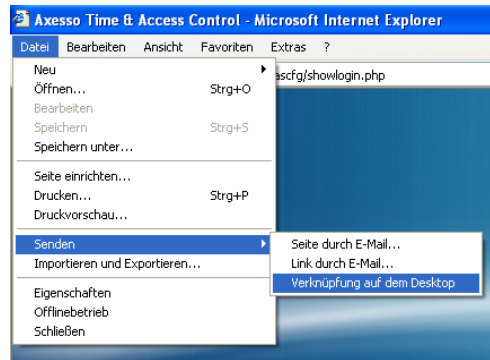 Axesso Time & Access Control - Microsoft Internet Explorer
Datei Bearbeiten Ansicht Favoriten Extras ?
ascfg/showlogin.php
Neu
Öffnen... Strg+O
Bearbeiten
Speichern Strg+S
Speichern unter...
Seite einrichten...
Drucken... Strg+P
Druckvorschau...
Senden
Importieren und Exportieren...
Eigenschaften
Offlinebetrieb
Schließen
Seite durch E-Mail...
Link durch E-Mail...
Verknüpfung auf dem Desktop